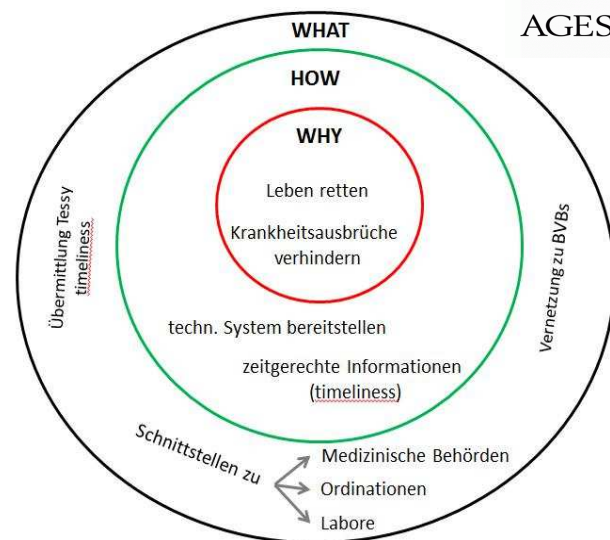 AGES
WHAT
HOW
WHY
Leben retten
Krankheitsausbrüche
verhindern
techn. System bereitstellen
zeitgerechte Informationen
(timeliness)
Übermittlung Tessy
timeliness
Vernetzung zu BVBs
Schnittstellen zu
Medizinische Behörden
Ordinationen
Labore